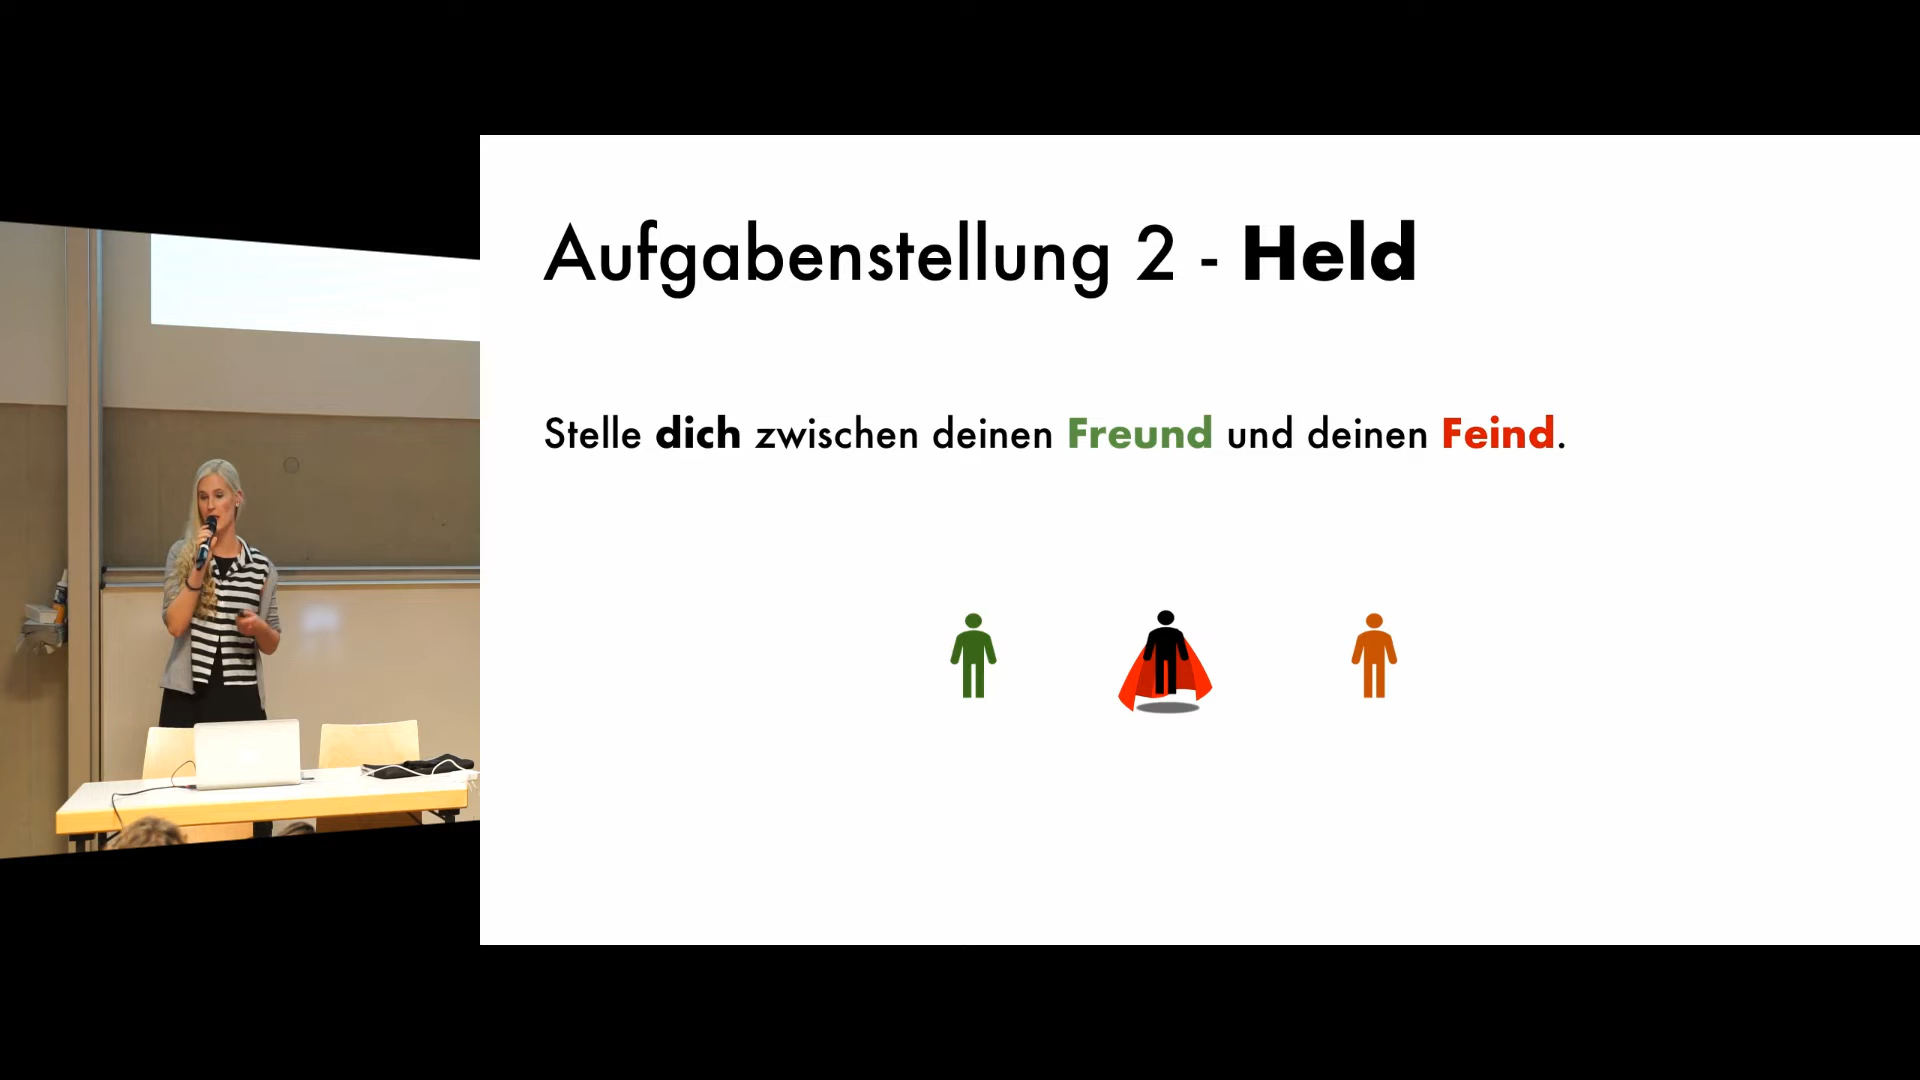 Aufgabenstellung 2 - Held
Stelle dich zwischen deinen Freund und deinen Feind.